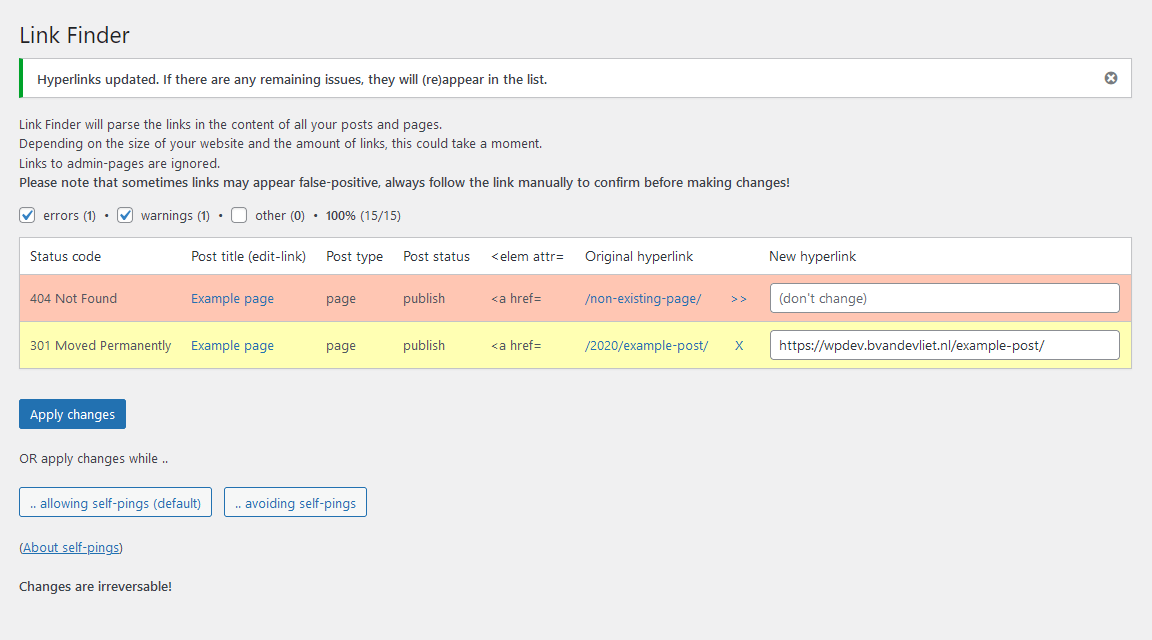 Link Finder
Hyperlinks updated. If there are any remaining issues, they will (re)appear in the list.
Link Finder will parse the links in the content of all your posts and pages.
Depending on the size of your website and the amount of links, this could take a moment.
Links to admin-pages are ignored.
Please note that sometimes links may appear false-positive, always follow the link manually to confirm before making changes!
errors (1) • warnings (1) • other (0) • 100% (15/15)
Status code Post title (edit-link) Post type Post status <elem attr= Original hyperlink New hyperlink
404 Not Found Example page page publish <a href= /non-existing-page/ >> (don't change)
301 Moved Permanently Example page page publish <a href= /2020/example-post/ X https://wpdev.bvandevliet.nl/example-post/
Apply changes
OR apply changes while ..
.. allowing self-pings (default) .. avoiding self-pings
(About self-pings)
Changes are irreversable!